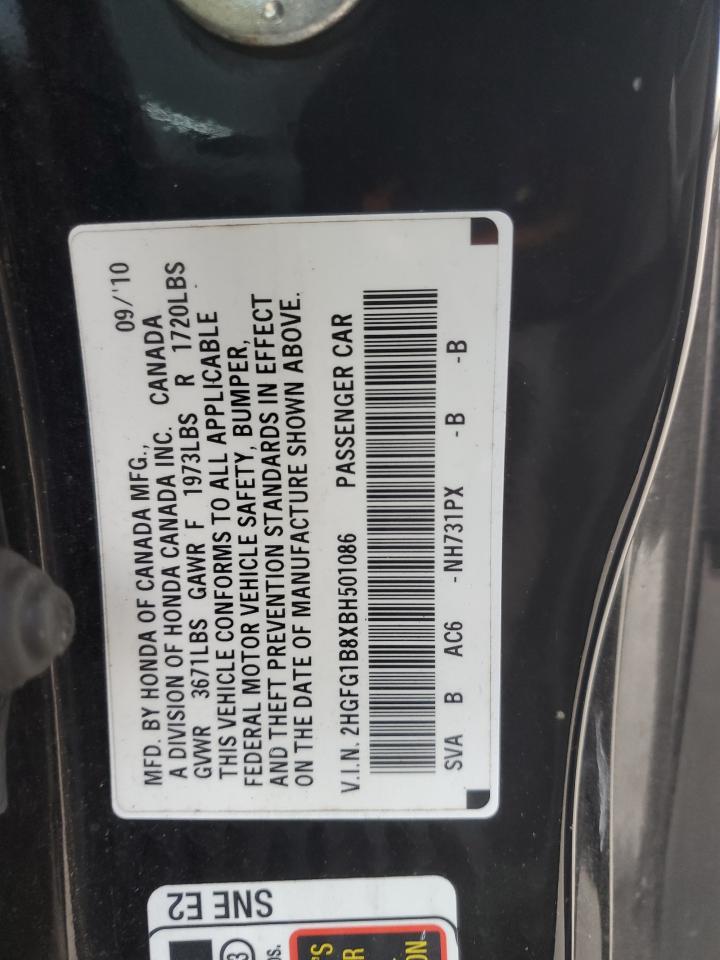 MFD. BY HONDA OF CANADA MFG., 09/'10
A DIVISION OF HONDA CANADA INC. CANADA
GVWR 3671LBS GAWR F 1973LBS R 1720LBS
THIS VEHICLE CONFORMS TO ALL APPLICABLE
FEDERAL MOTOR VEHICLE SAFETY, BUMPER,
AND THEFT PREVENTION STANDARDS IN EFFECT
ON THE DATE OF MANUFACTURE SHOWN ABOVE.
V.I.N. 2HGFG1B8XBH501086 PASSENGER CAR
SVA B AC6 -NH731PX -B -B
SNE E2